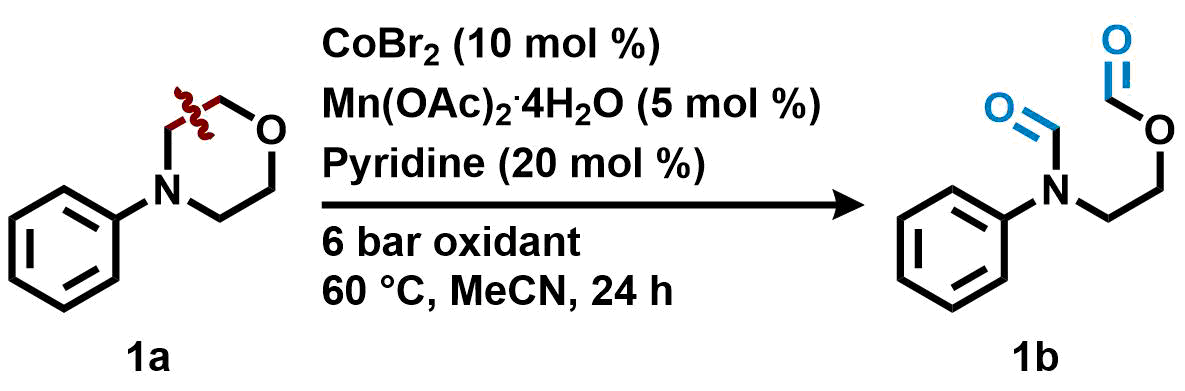 CoBr₂ (10 mol %)
Mn(OAc)₂·4H₂O (5 mol %)
Pyridine (20 mol %)
6 bar oxidant
60 °C, MeCN, 24 h
O
N
1a
O
O
O
N
1b